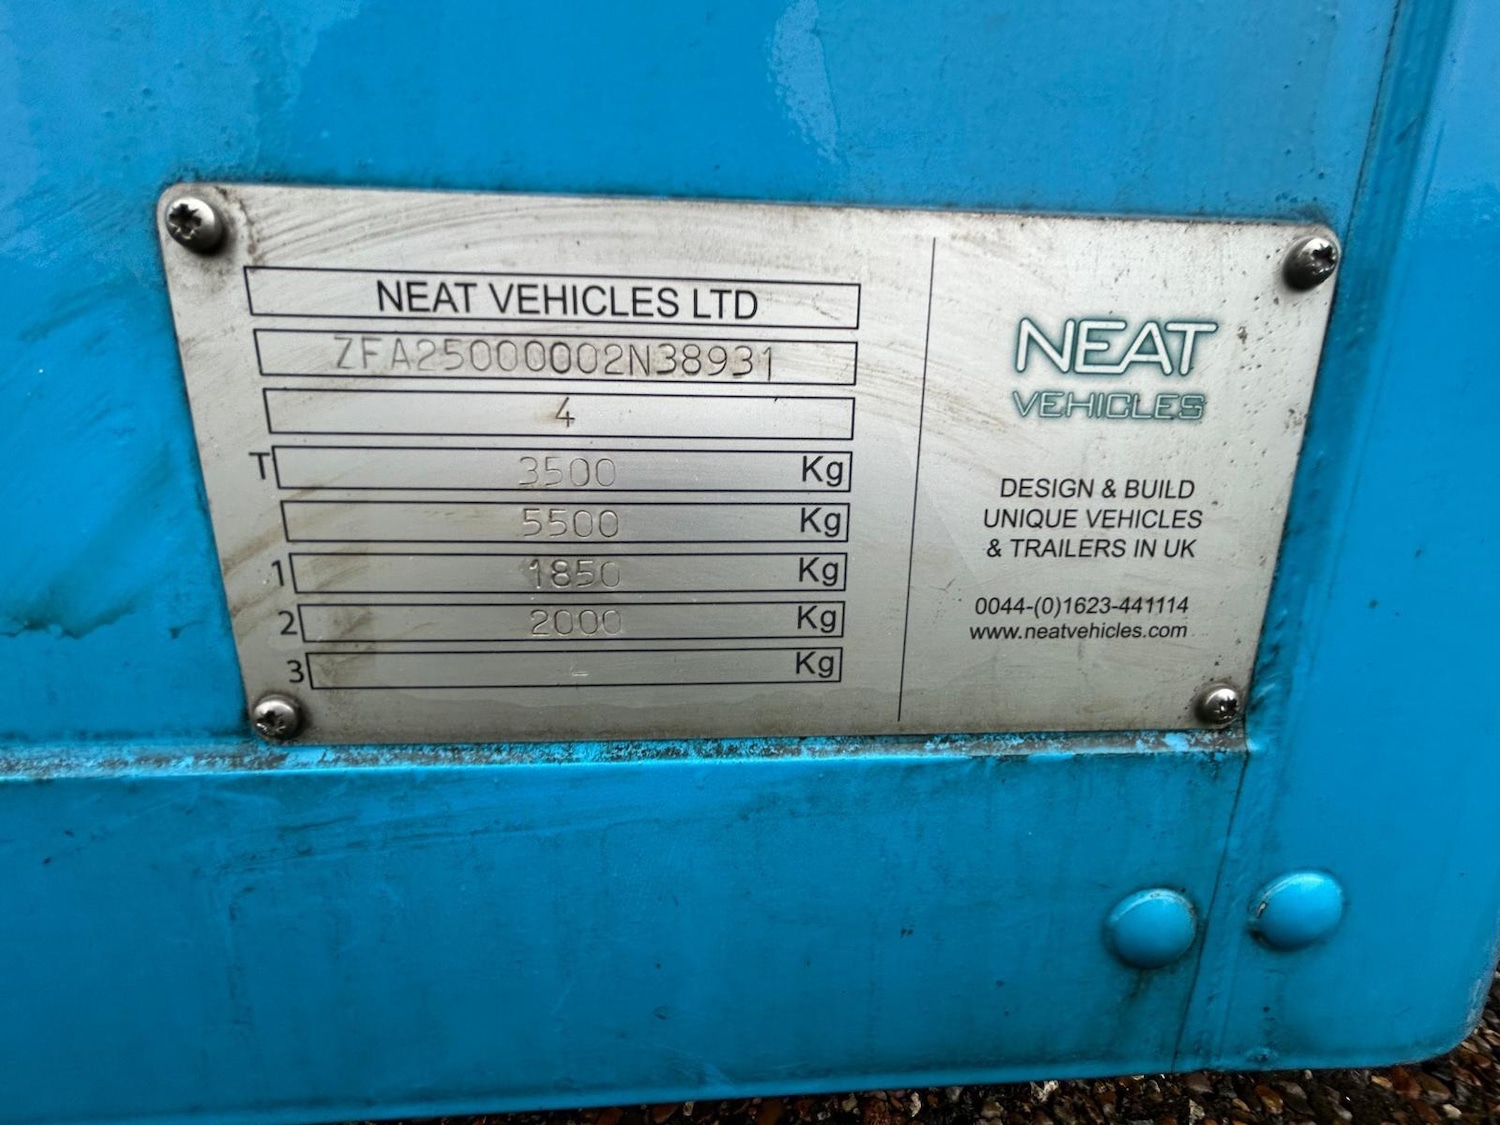 NEAT VEHICLES LTD
ZFA25000002N38931
4
T 3500 Kg
5500 Kg
1 1850 Kg
2 2000 Kg
3 - Kg
NEAT
VEHICLES
DESIGN & BUILD
UNIQUE VEHICLES
& TRAILERS IN UK
0044-(0)1623-441114
www.neatvehicles.com